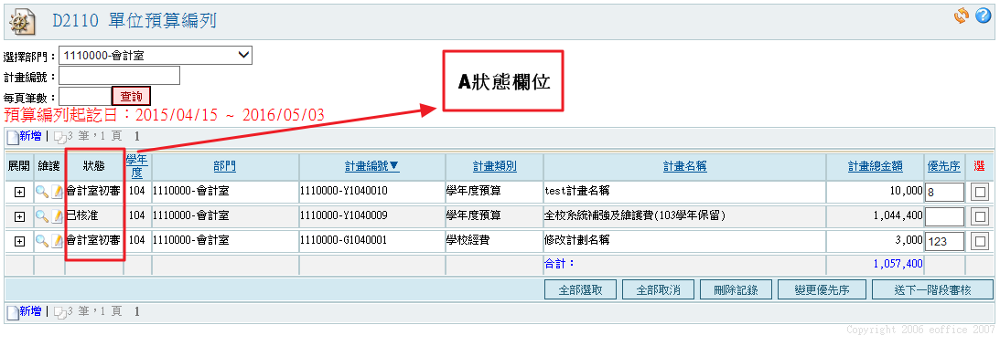 D2110 單位預算編列
選擇部門：1110000-會計室
計畫編號：
A狀態欄位
每頁筆數： 查詢
預算編列起訖日：2015/04/15 ~ 2016/05/03
新增 | 3 筆，1 頁 1
展開 維護 狀態 學年度 部門 計畫編號▼ 計畫類別 計畫名稱 計畫總金額 優先序 選
會計室初審 104 1110000-會計室 1110000-Y1040010 學年度預算 test計畫名稱 10,000 8
已核准 104 1110000-會計室 1110000-Y1040009 學年度預算 全校系統補強及維護費(103學年保留) 1,044,400
會計室初審 104 1110000-會計室 1110000-G1040001 學校經費 修改計劃名稱 3,000 123
合計： 1,057,400
全部選取 全部取消 刪除記錄 變更優先序 送下一階段審核
新增 | 3 筆，1 頁 1
Copyright 2006 eoffice 2007